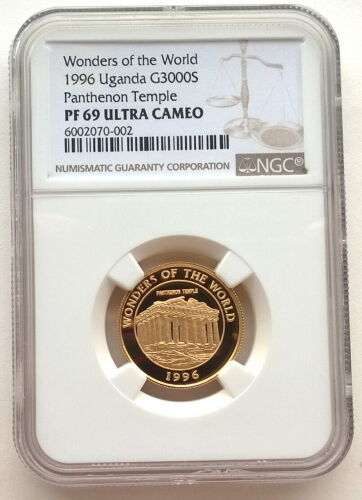 Wonders of the World
1996 Uganda G3000S
Panthenon Temple
PF 69 ULTRA CAMEO
6002070-002
NUMISMATIC GUARANTY CORPORATION
NGC®
WONDERS OF THE WORLD
PANTHENON TEMPLE
1996